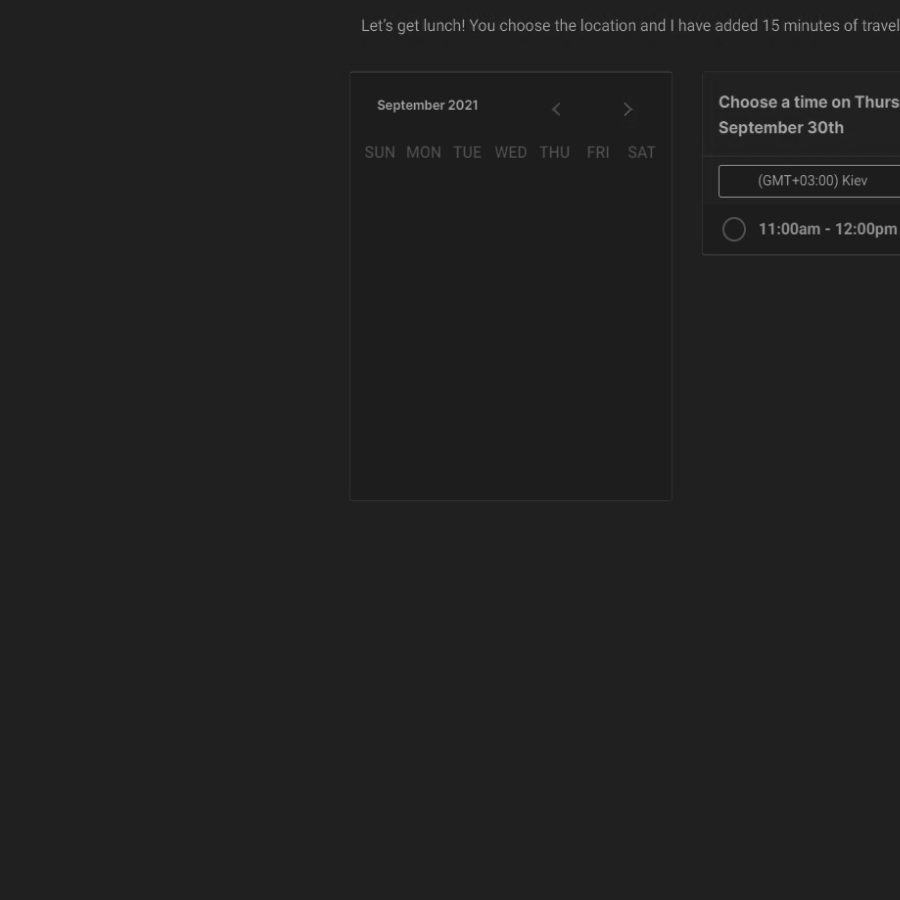 Let's get lunch! You choose the location and I have added 15 minutes of travel
September 2021
SUN MON TUE WED THU FRI SAT
Choose a time on Thurs
September 30th
(GMT+03:00) Kiev
11:00am - 12:00pm